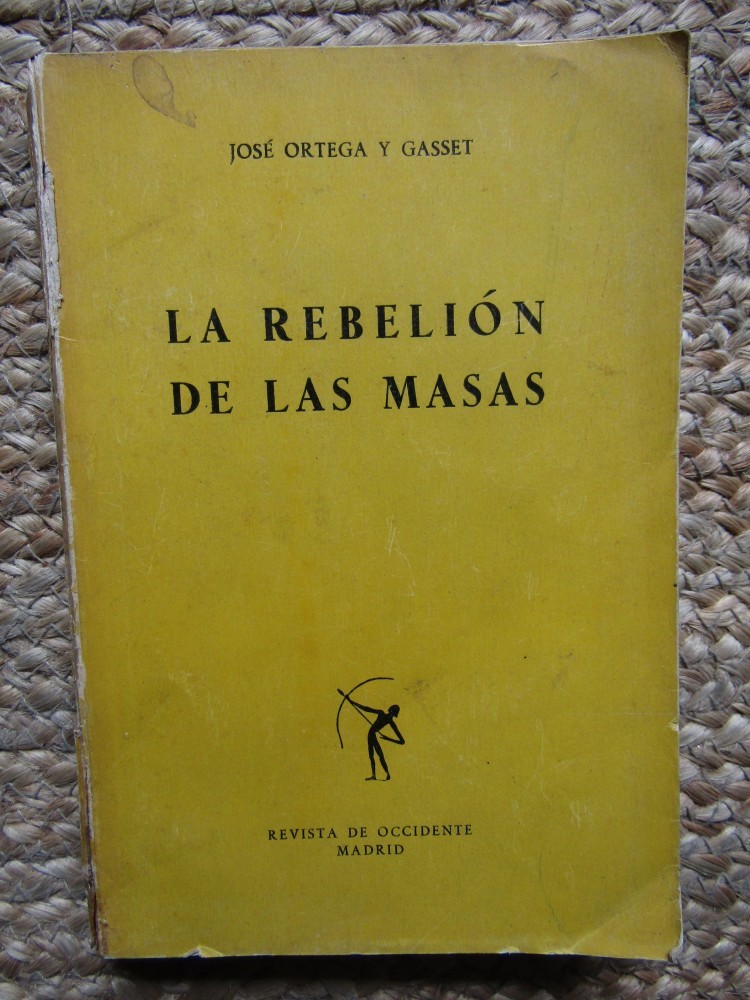 JOSÉ ORTEGA Y GASSET
LA REBELIÓN
DE LAS MASAS
REVISTA DE OCCIDENTE
MADRID